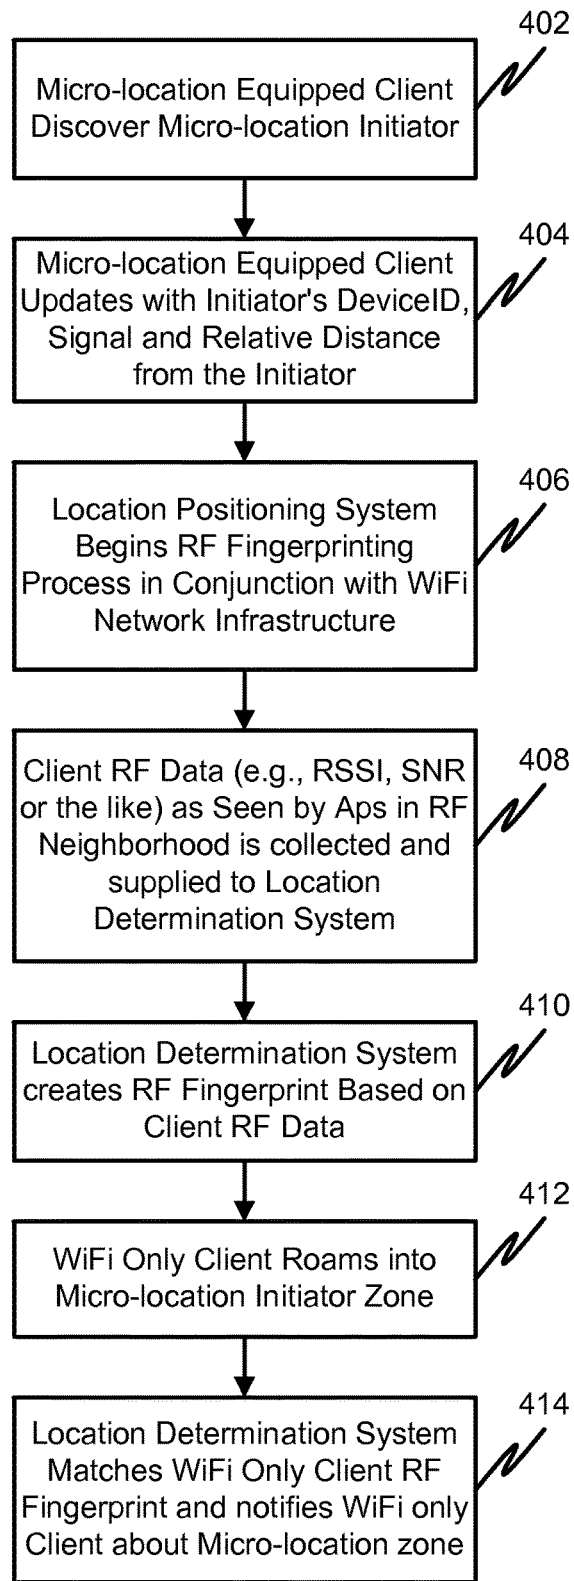 402
Micro-location Equipped Client
Discover Micro-location Initiator
404
Micro-location Equipped Client
Updates with Initiator's DeviceID,
Signal and Relative Distance
from the Initiator
406
Location Positioning System
Begins RF Fingerprinting
Process in Conjunction with WiFi
Network Infrastructure
408
Client RF Data (e.g., RSSI, SNR
or the like) as Seen by Aps in RF
Neighborhood is collected and
supplied to Location
Determination System
410
Location Determination System
creates RF Fingerprint Based on
Client RF Data
412
WiFi Only Client Roams into
Micro-location Initiator Zone
414
Location Determination System
Matches WiFi Only Client RF
Fingerprint and notifies WiFi only
Client about Micro-location zone